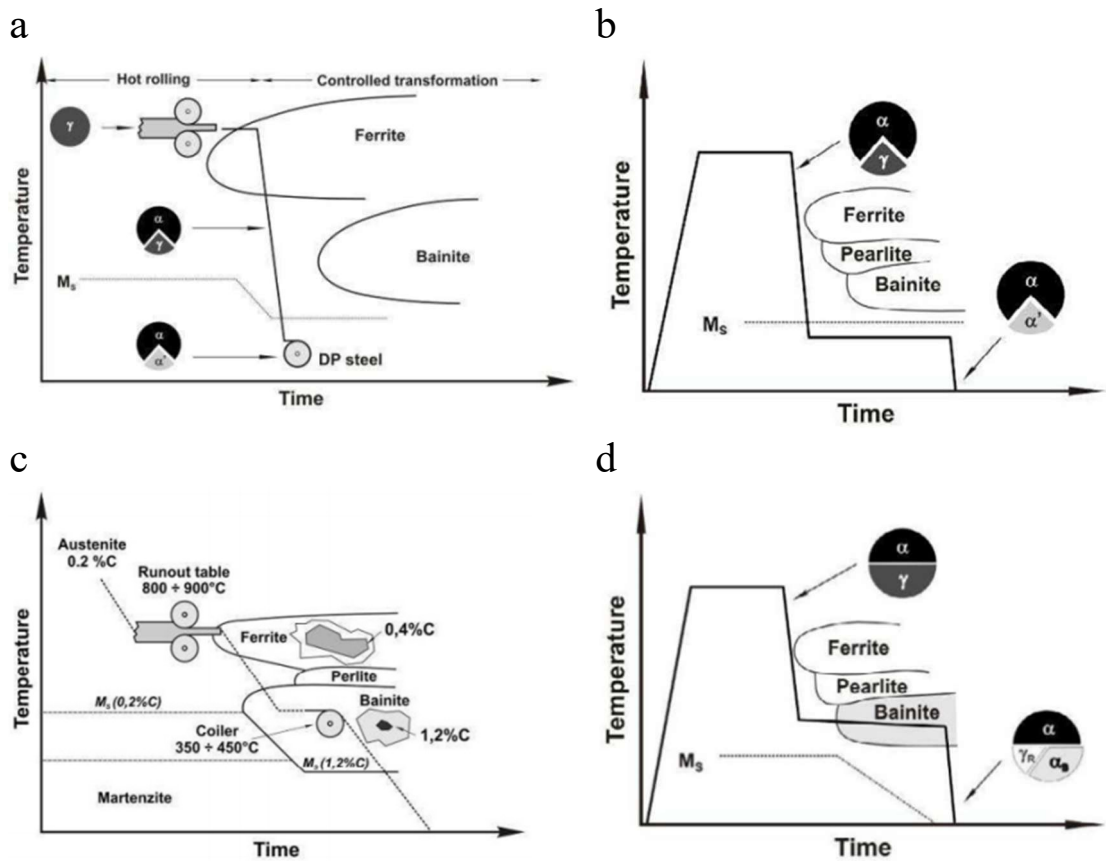 a
Hot rolling
Controlled transformation
γ
Ferrite
α
γ
Bainite
Ms
α
α'
DP steel
Temperature
Time
b
α
γ
Ferrite
Pearlite
Bainite
Ms
α
α'
Temperature
Time
c
Austenite
0.2 %C
Runout table
800 ÷ 900°C
Ferrite
0,4%C
Perlite
Ms (0,2%C)
Bainite
Coiler
350 ÷ 450°C
1,2%C
Ms (1,2%C)
Martenzite
Temperature
Time
d
α
γ
Ferrite
Pearlite
Bainite
Ms
α
γR
αB
Temperature
Time